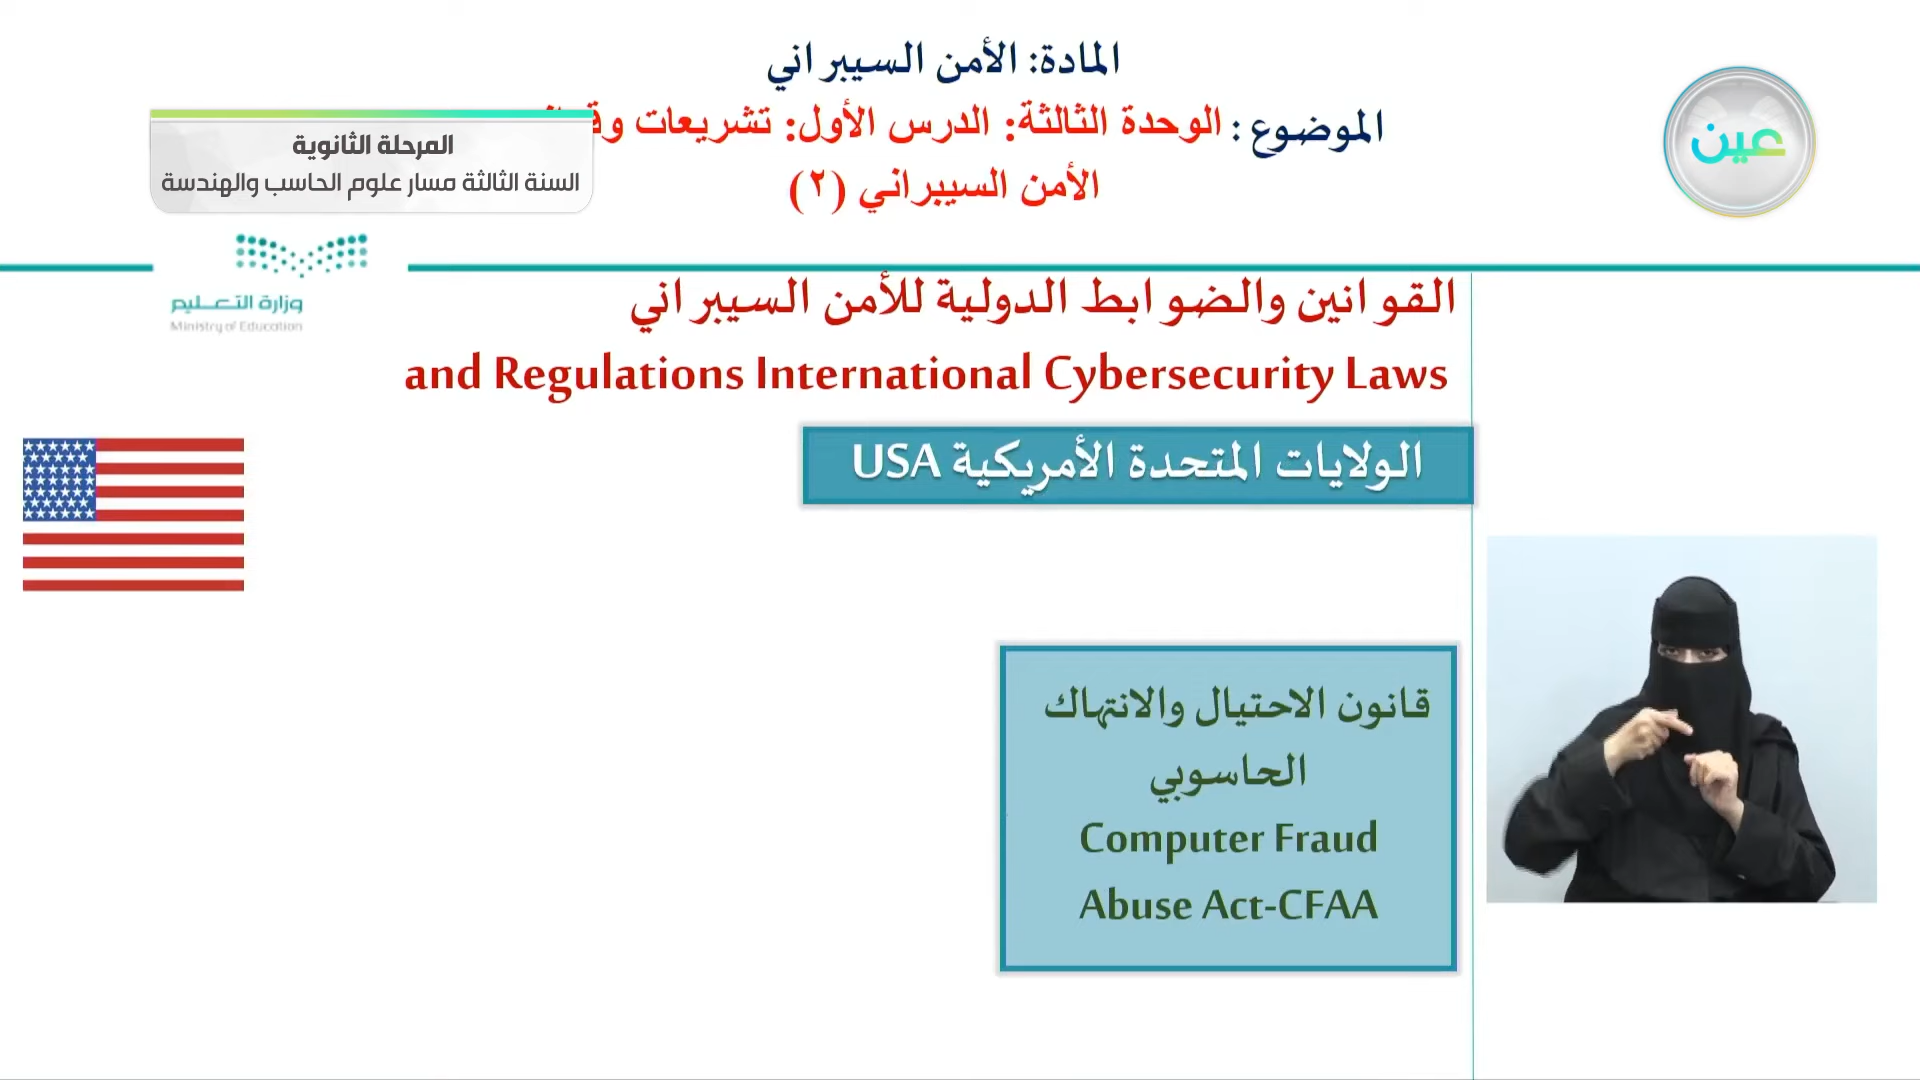 المادة: الأمن السيبراني
الموضوع: الوحدة الثالثة: الدرس الأول: تشريعات
الأمن السيبراني (٢)
المرحلة الثانوية
السنة الثالثة مسار علوم الحاسب والهندسة
عين
وزارة التعليم
Ministry of Education
القوانين والضوابط الدولية للأمن السيبراني
and Regulations International Cybersecurity Laws
الولايات المتحدة الأمريكية USA
قانون الاحتيال والانتهاك
الحاسوبي
Computer Fraud
Abuse Act-CFAA